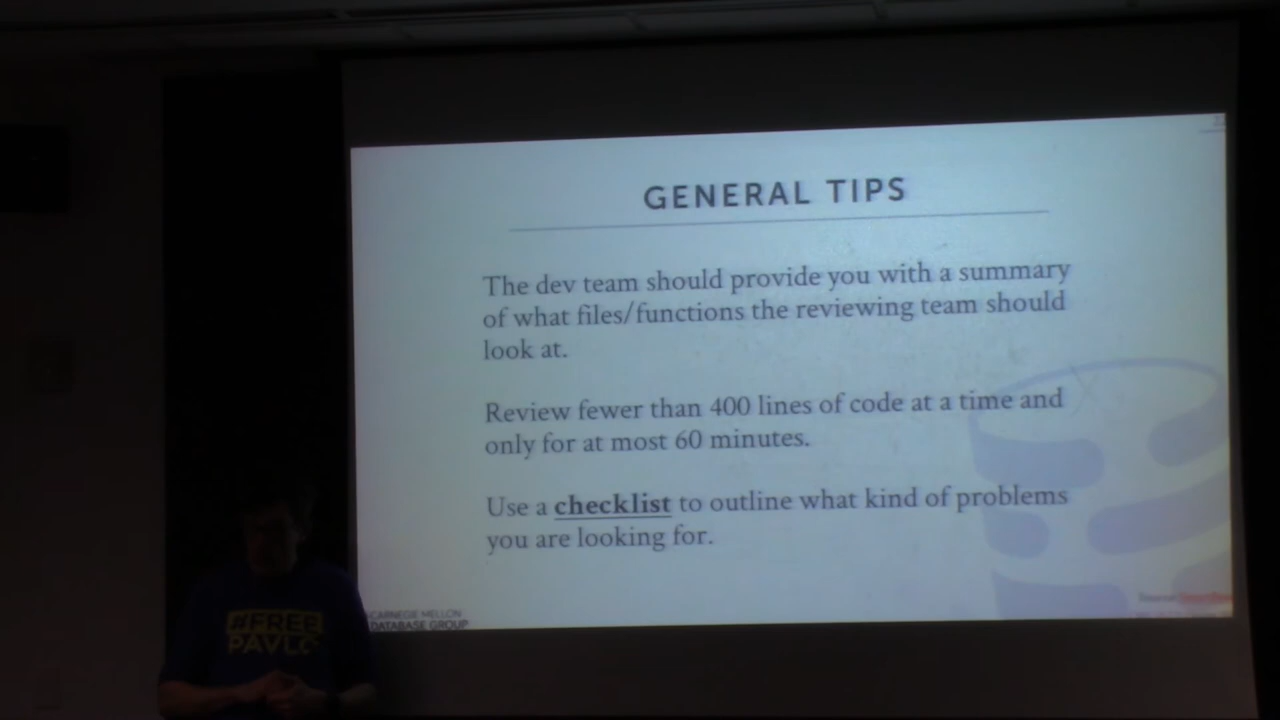 GENERAL TIPS
The dev team should provide you with a summary
of what files/functions the reviewing team should
look at.
Review fewer than 400 lines of code at a time and
only for at most 60 minutes.
Use a checklist to outline what kind of problems
you are looking for.
CARNEGIE MELLON
DATABASE GROUP
#FREE
PAVLO